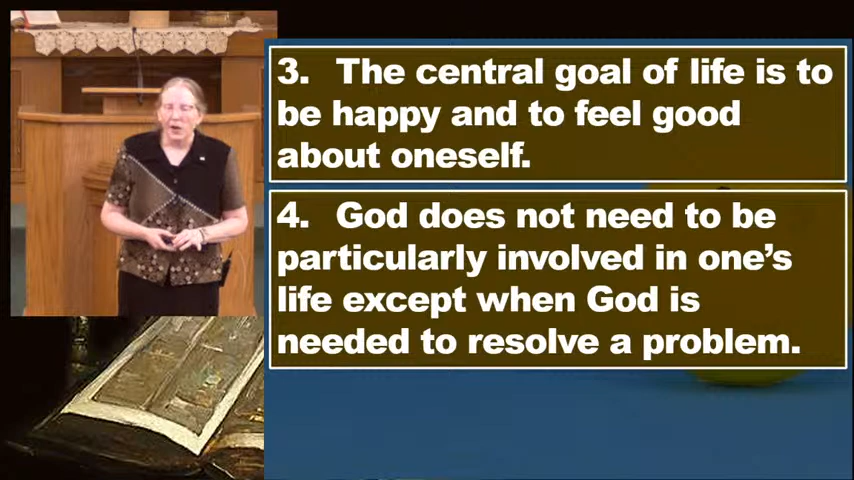 3. The central goal of life is to
be happy and to feel good
about oneself.
4. God does not need to be
particularly involved in one’s
life except when God is
needed to resolve a problem.